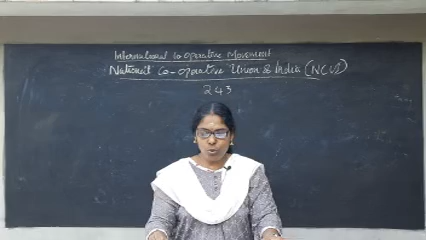 International Co-operative Movement
National Co-operative Union of India (NCUI)
243